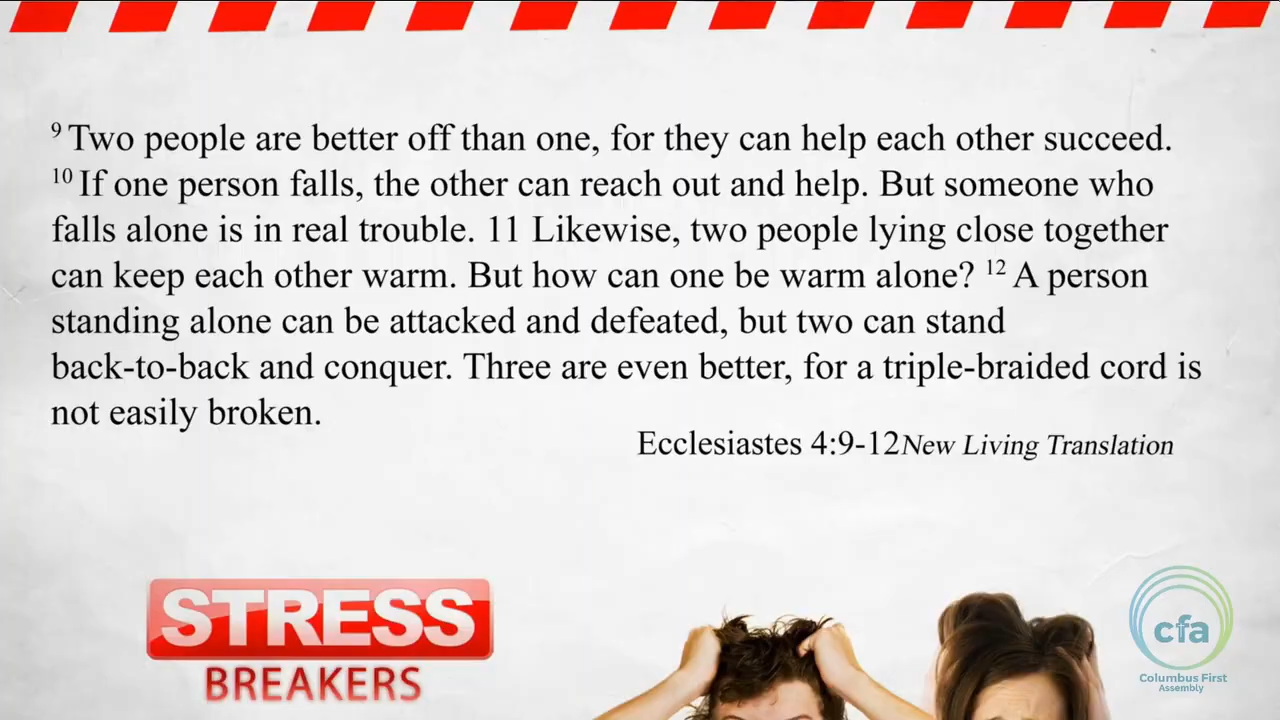 9 Two people are better off than one, for they can help each other succeed.
10 If one person falls, the other can reach out and help. But someone who
falls alone is in real trouble. 11 Likewise, two people lying close together
can keep each other warm. But how can one be warm alone? 12 A person
standing alone can be attacked and defeated, but two can stand
back-to-back and conquer. Three are even better, for a triple-braided cord is
not easily broken.
Ecclesiastes 4:9-12New Living Translation
STRESS
BREAKERS
cfa
Columbus First
Assembly